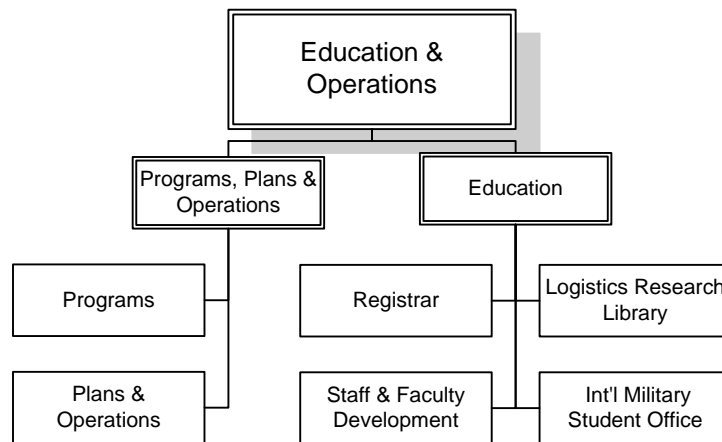 Education &
Operations
Programs, Plans &
Operations
Education
Programs
Registrar
Logistics Research
Library
Plans &
Operations
Staff & Faculty
Development
Int'l Military
Student Office